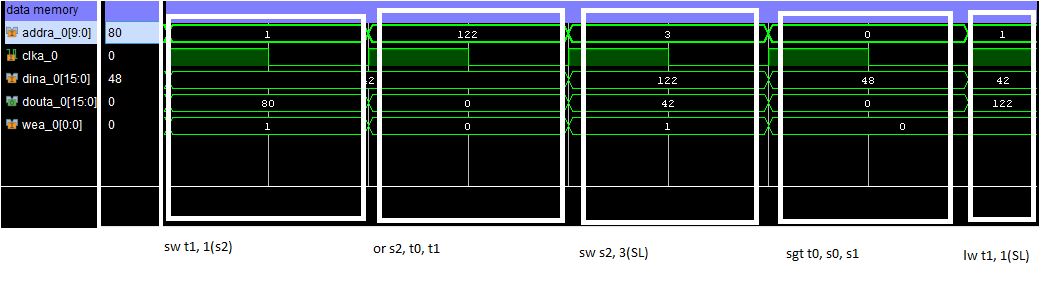 data memory
addra_0[9:0] 80 1 122 3 0 1
clka_0 0
dina_0[15:0] 48 122 48 42
douta_0[15:0] 0 80 0 42 0 122
wea_0[0:0] 0 1 0 1 0
sw t1, 1(s2) or s2, t0, t1 sw s2, 3(SL) sgt t0, s0, s1 lw t1, 1(SL)